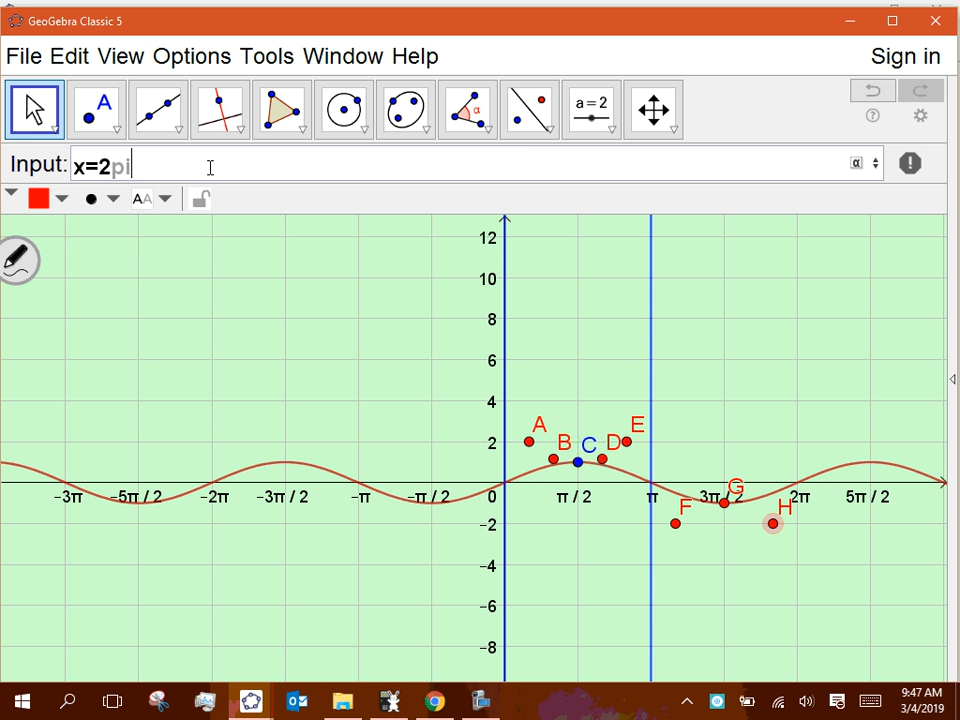 GeoGebra Classic 5
File Edit View Options Tools Window Help
Sign in
A
α
a = 2
Input: x=2pi
α
AA
12
10
8
6
4
2
0
−2
−4
−6
−8
−3π −5π / 2 −2π −3π / 2 −π −π / 2 π / 2 π 3π / 2 2π 5π / 2
A B C D E
F G H
9:47 AM
3/4/2019